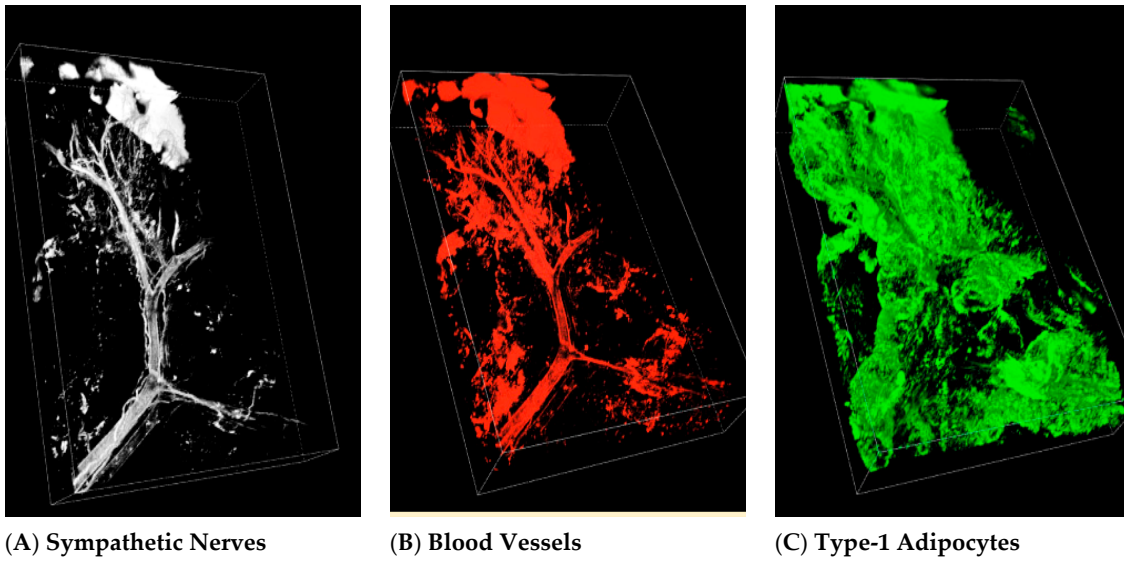 (A) Sympathetic Nerves
(B) Blood Vessels
(C) Type-1 Adipocytes